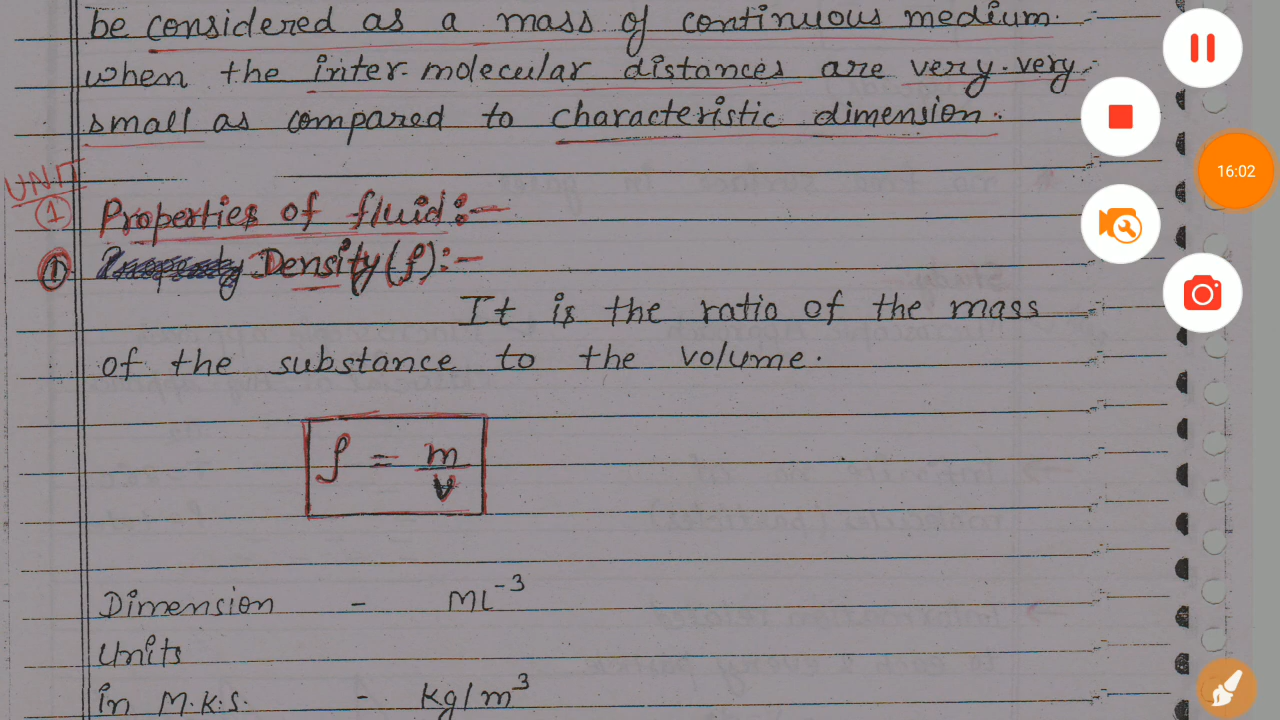 be considered as a mass of continuous medium.
when the inter-molecular distances are very-very
small as compared to characteristic dimension.
UNIT
1
Properties of fluid:-
1 Density(ρ):-
It is the ratio of the mass
of the substance to the volume.
ρ = m/v
Dimension - ML⁻³
Units
in M.K.S. - kg/m³
16:02